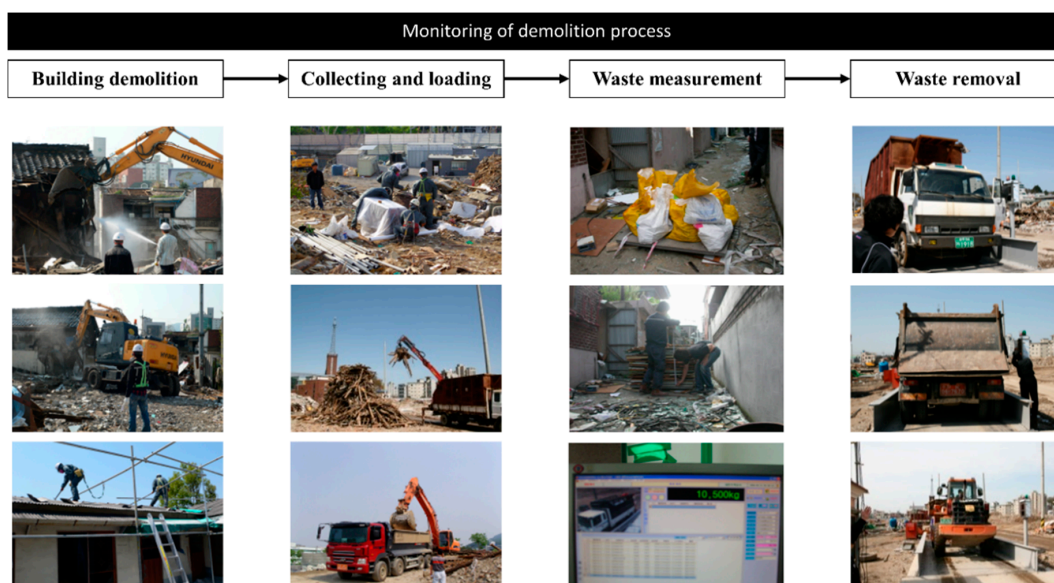 Monitoring of demolition process
Building demolition
Collecting and loading
Waste measurement
Waste removal
HYUNDAI
HYUNDAI
10,500kg